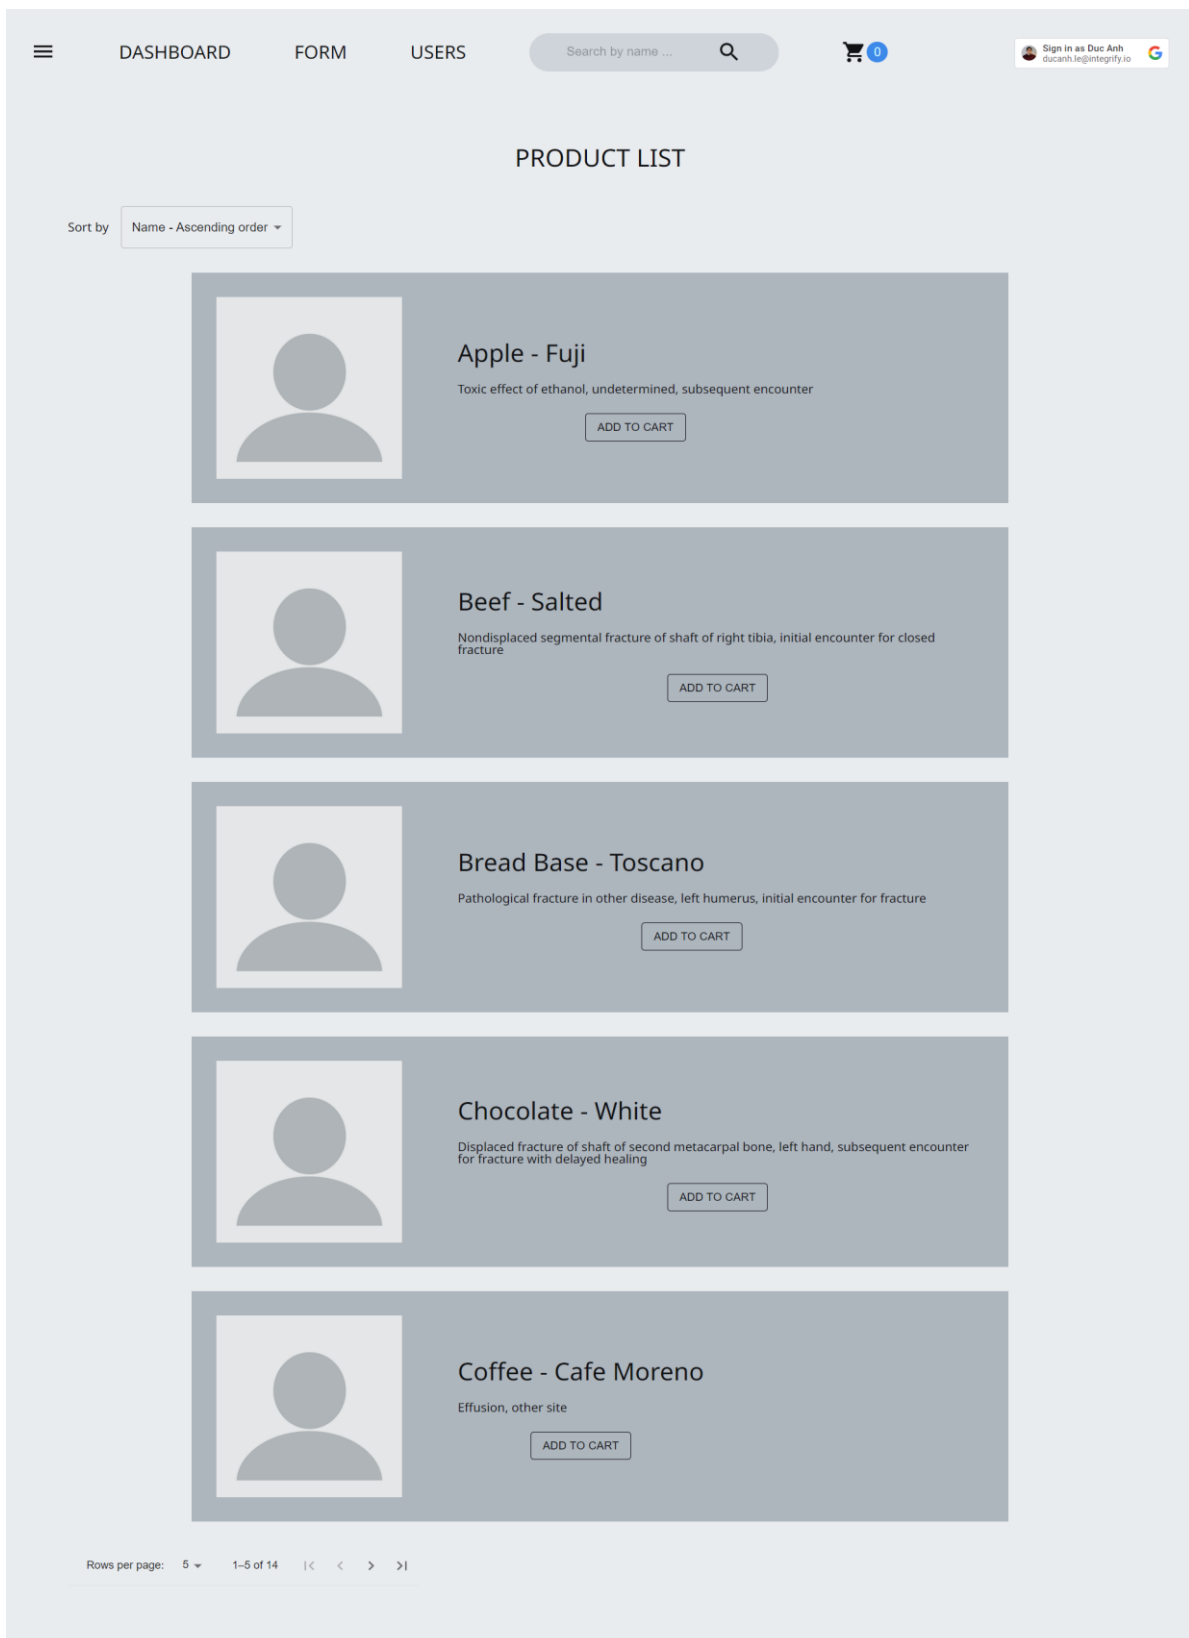 DASHBOARD FORM USERS Search by name ... 0 Sign in as Duc Anh
ducanh.le@integrify.io
PRODUCT LIST
Sort by Name - Ascending order
Apple - Fuji
Toxic effect of ethanol, undetermined, subsequent encounter
ADD TO CART
Beef - Salted
Nondisplaced segmental fracture of shaft of right tibia, initial encounter for closed
fracture
ADD TO CART
Bread Base - Toscano
Pathological fracture in other disease, left humerus, initial encounter for fracture
ADD TO CART
Chocolate - White
Displaced fracture of shaft of second metacarpal bone, left hand, subsequent encounter
for fracture with delayed healing
ADD TO CART
Coffee - Cafe Moreno
Effusion, other site
ADD TO CART
Rows per page: 5 1–5 of 14